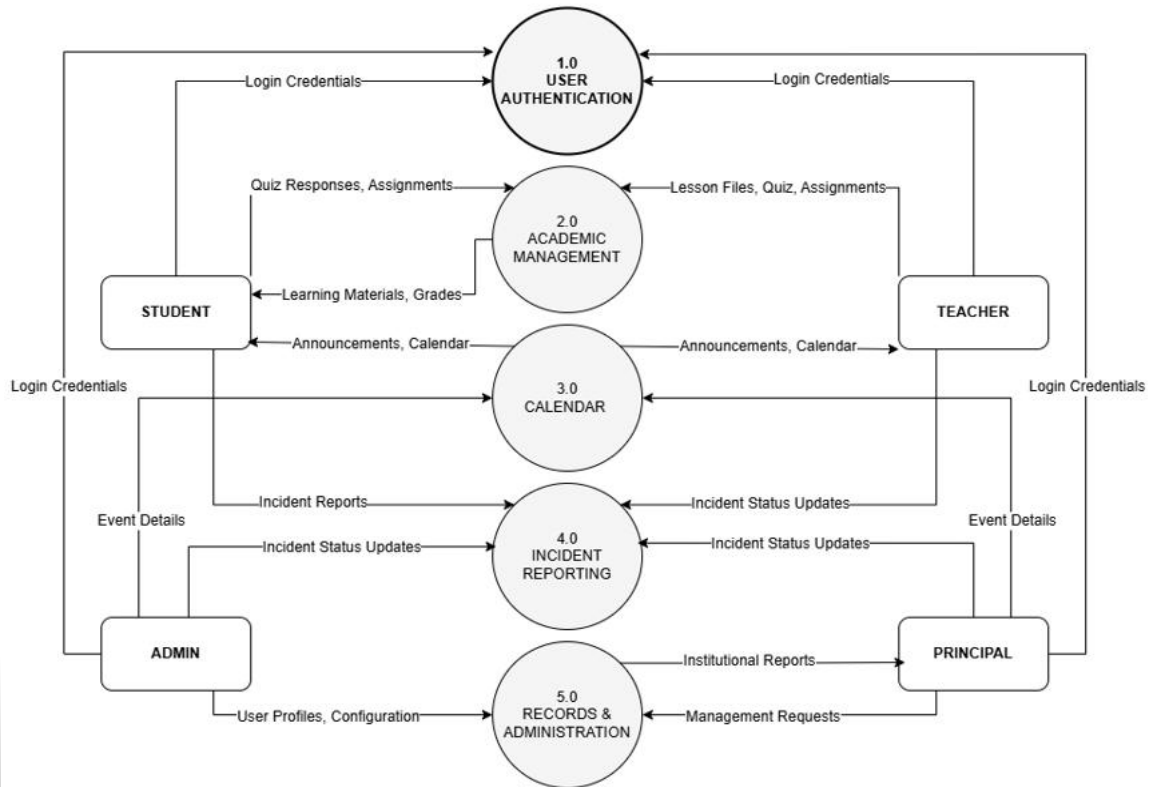 1.0
USER
AUTHENTICATION
Login Credentials
Login Credentials
Quiz Responses, Assignments
Lesson Files, Quiz, Assignments
2.0
ACADEMIC
MANAGEMENT
Learning Materials, Grades
STUDENT
TEACHER
Announcements, Calendar
Announcements, Calendar
3.0
CALENDAR
Login Credentials
Login Credentials
Incident Reports
Incident Status Updates
Event Details
Event Details
4.0
INCIDENT
REPORTING
Incident Status Updates
Incident Status Updates
ADMIN
PRINCIPAL
Institutional Reports
5.0
RECORDS &
ADMINISTRATION
User Profiles, Configuration
Management Requests